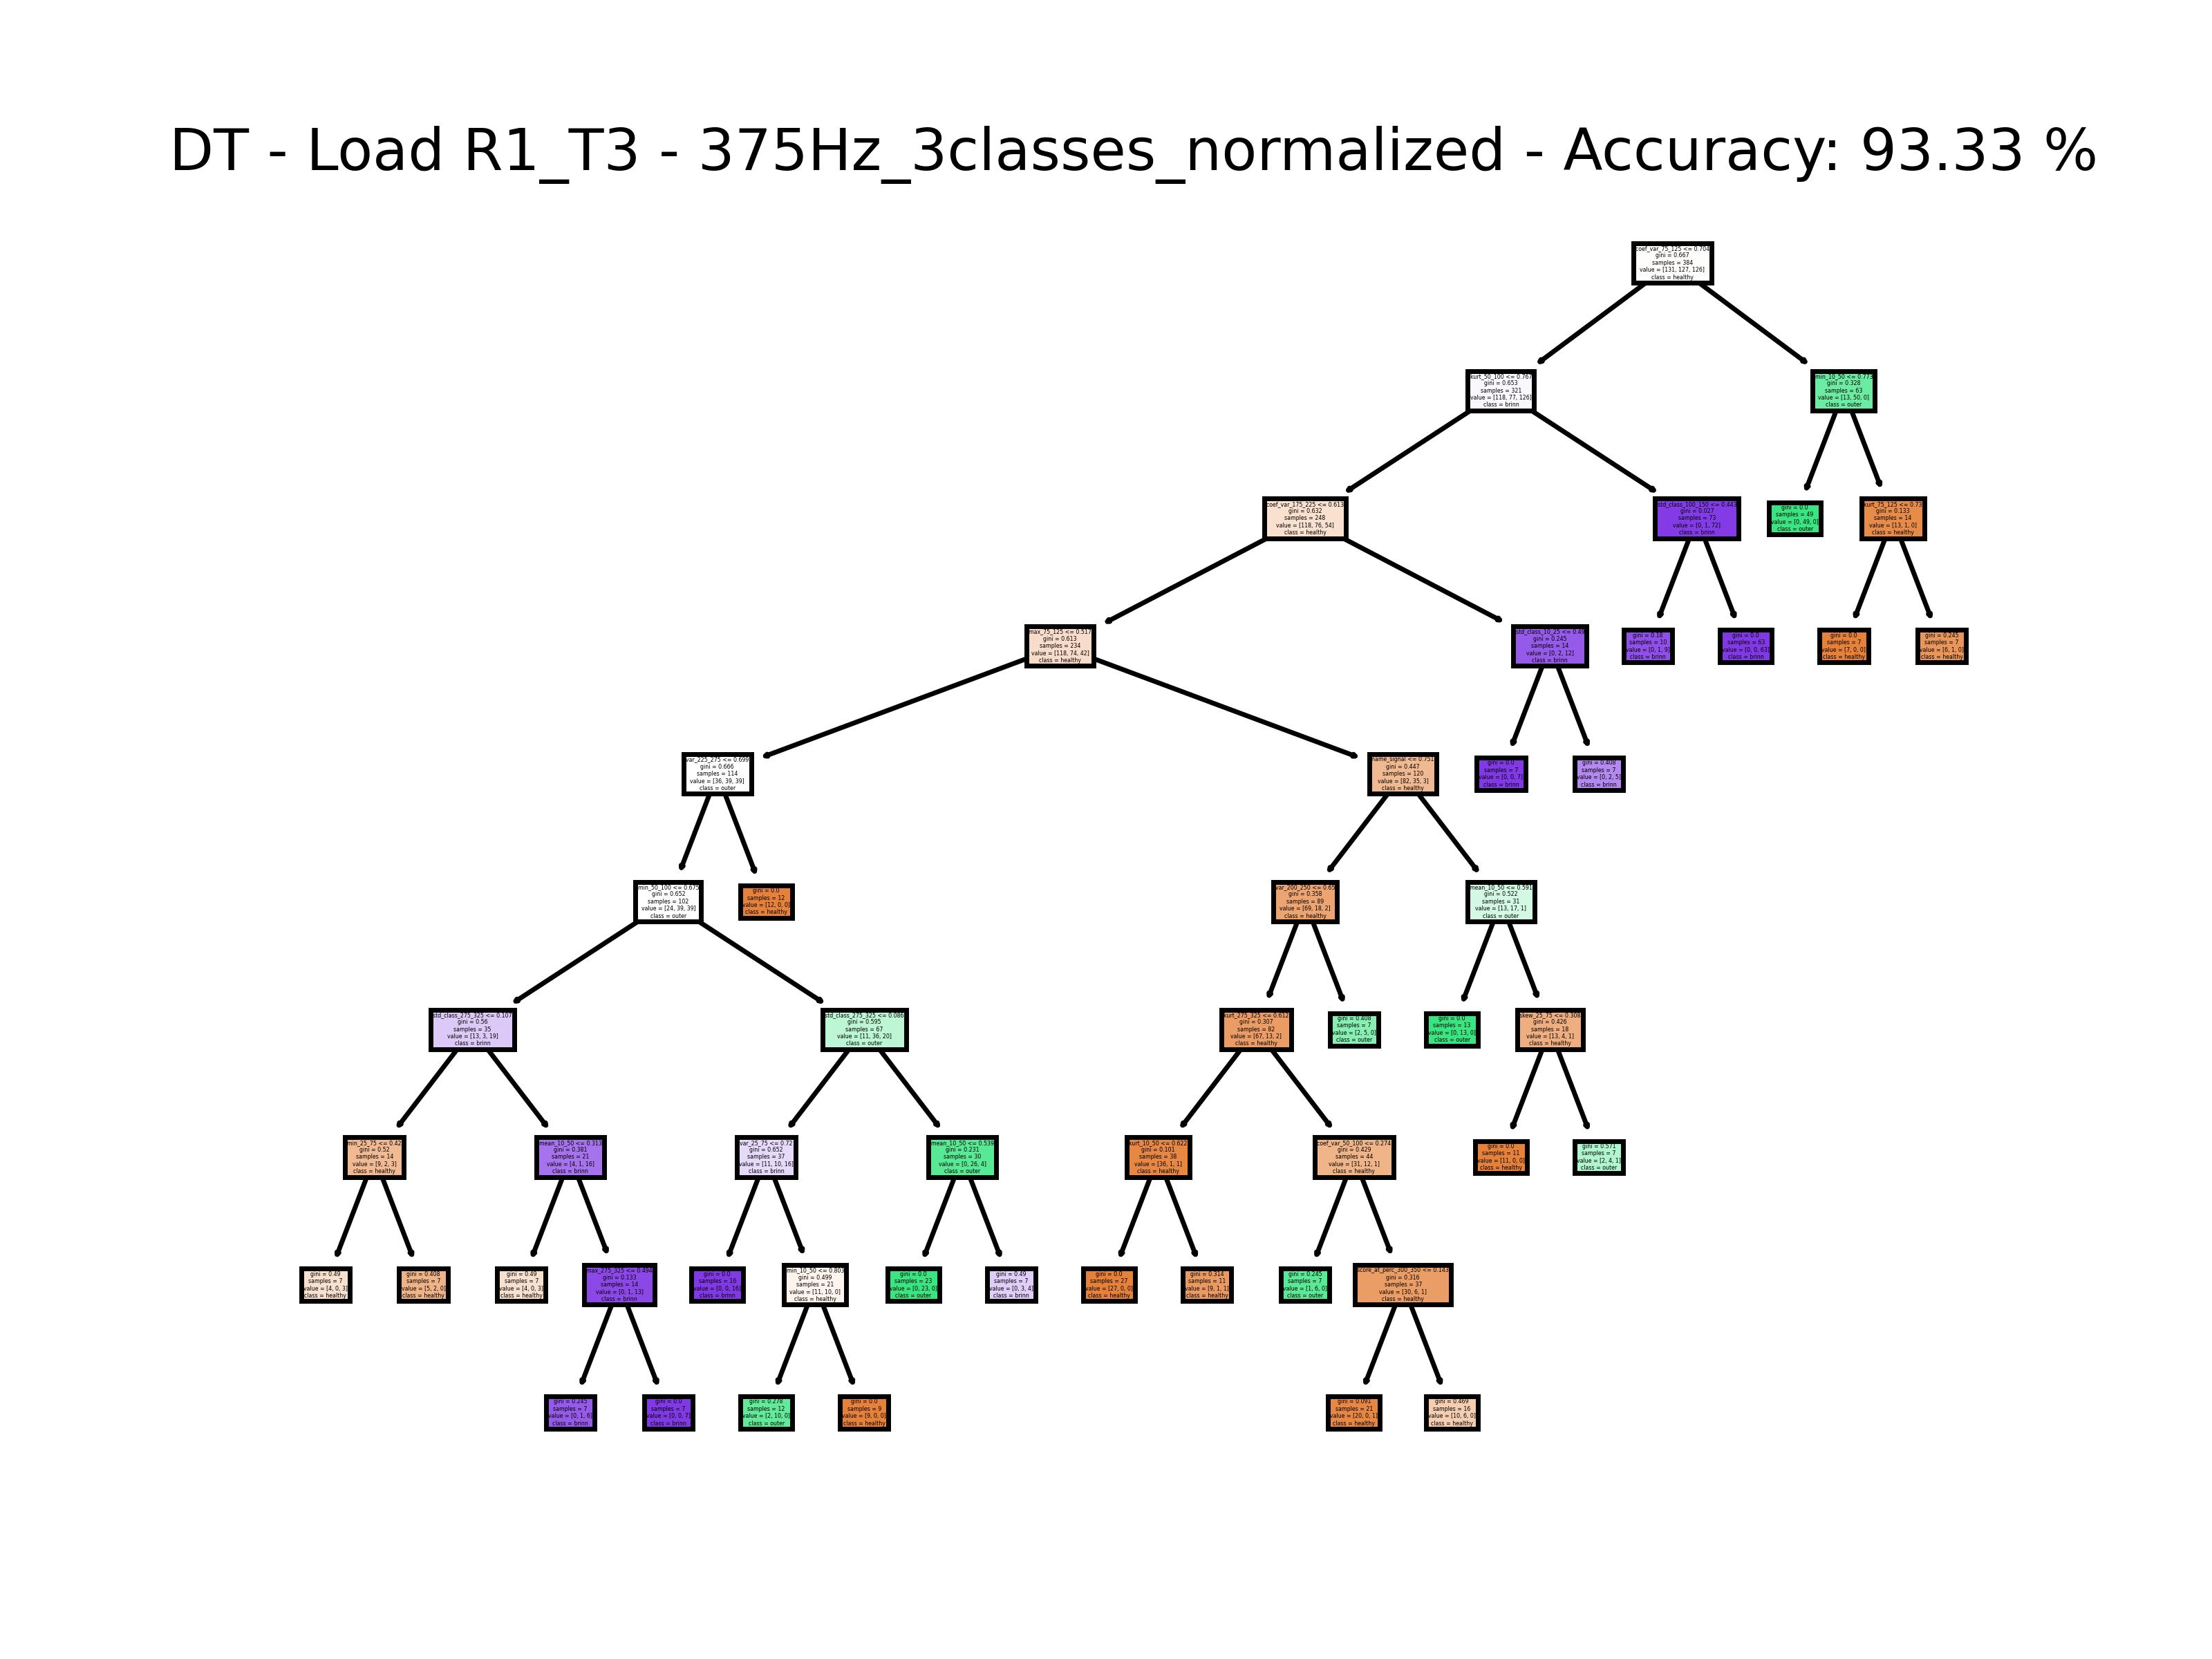 DT - Load R1_T3 - 375Hz_3classes_normalized - Accuracy: 93.33 %
coef_var_75_125 <= 0.704
gini = 0.667
samples = 384
value = [131, 127, 126]
class = healthy
kurt_50_100 <= 0.767
gini = 0.653
samples = 321
value = [118, 77, 126]
class = brinn
min_10_50 <= 0.773
gini = 0.328
samples = 63
value = [13, 50, 0]
class = outer
coef_var_175_225 <= 0.613
gini = 0.632
samples = 248
value = [118, 76, 54]
class = healthy
std_class_100_150 <= 0.443
gini = 0.027
samples = 73
value = [0, 1, 72]
class = brinn
gini = 0.0
samples = 49
value = [0, 49, 0]
class = outer
kurt_75_125 <= 0.73
gini = 0.133
samples = 14
value = [13, 1, 0]
class = healthy
max_75_125 <= 0.517
gini = 0.613
samples = 234
value = [118, 74, 42]
class = healthy
std_class_10_25 <= 0.49
gini = 0.245
samples = 14
value = [0, 2, 12]
class = brinn
gini = 0.18
samples = 10
value = [0, 1, 9]
class = brinn
gini = 0.0
samples = 63
value = [0, 0, 63]
class = brinn
gini = 0.0
samples = 7
value = [7, 0, 0]
class = healthy
gini = 0.245
samples = 7
value = [6, 1, 0]
class = healthy
var_225_275 <= 0.699
gini = 0.666
samples = 114
value = [36, 39, 39]
class = outer
name_signal <= 0.751
gini = 0.447
samples = 120
value = [82, 35, 3]
class = healthy
gini = 0.0
samples = 7
value = [0, 0, 7]
class = brinn
gini = 0.408
samples = 7
value = [0, 2, 5]
class = brinn
min_50_100 <= 0.675
gini = 0.652
samples = 102
value = [24, 39, 39]
class = outer
gini = 0.0
samples = 12
value = [12, 0, 0]
class = healthy
var_200_250 <= 0.65
gini = 0.358
samples = 89
value = [69, 18, 2]
class = healthy
mean_10_50 <= 0.591
gini = 0.522
samples = 31
value = [13, 17, 1]
class = outer
std_class_275_325 <= 0.107
gini = 0.56
samples = 35
value = [13, 3, 19]
class = brinn
std_class_275_325 <= 0.086
gini = 0.595
samples = 67
value = [11, 36, 20]
class = outer
kurt_275_325 <= 0.612
gini = 0.307
samples = 82
value = [67, 13, 2]
class = healthy
gini = 0.408
samples = 7
value = [2, 5, 0]
class = outer
gini = 0.0
samples = 13
value = [0, 13, 0]
class = outer
skew_25_75 <= 0.308
gini = 0.426
samples = 18
value = [13, 4, 1]
class = healthy
min_25_75 <= 0.42
gini = 0.52
samples = 14
value = [9, 2, 3]
class = healthy
mean_10_50 <= 0.313
gini = 0.381
samples = 21
value = [4, 1, 16]
class = brinn
var_25_75 <= 0.72
gini = 0.652
samples = 37
value = [11, 10, 16]
class = brinn
mean_10_50 <= 0.539
gini = 0.231
samples = 30
value = [0, 26, 4]
class = outer
kurt_10_50 <= 0.622
gini = 0.101
samples = 38
value = [36, 1, 1]
class = healthy
coef_var_50_100 <= 0.274
gini = 0.429
samples = 44
value = [31, 12, 1]
class = healthy
gini = 0.0
samples = 11
value = [11, 0, 0]
class = healthy
gini = 0.571
samples = 7
value = [2, 4, 1]
class = outer
gini = 0.49
samples = 7
value = [4, 0, 3]
class = healthy
gini = 0.408
samples = 7
value = [5, 2, 0]
class = healthy
gini = 0.49
samples = 7
value = [4, 0, 3]
class = healthy
max_275_325 <= 0.494
gini = 0.133
samples = 14
value = [0, 1, 13]
class = brinn
gini = 0.0
samples = 16
value = [0, 0, 16]
class = brinn
min_10_50 <= 0.803
gini = 0.499
samples = 21
value = [11, 10, 0]
class = healthy
gini = 0.0
samples = 23
value = [0, 23, 0]
class = outer
gini = 0.49
samples = 7
value = [0, 3, 4]
class = brinn
gini = 0.0
samples = 27
value = [27, 0, 0]
class = healthy
gini = 0.314
samples = 11
value = [9, 1, 1]
class = healthy
gini = 0.245
samples = 7
value = [1, 6, 0]
class = outer
score_at_perc_300_350 <= 0.143
gini = 0.316
samples = 37
value = [30, 6, 1]
class = healthy
gini = 0.245
samples = 7
value = [0, 1, 6]
class = brinn
gini = 0.0
samples = 7
value = [0, 0, 7]
class = brinn
gini = 0.278
samples = 12
value = [2, 10, 0]
class = outer
gini = 0.0
samples = 9
value = [9, 0, 0]
class = healthy
gini = 0.091
samples = 21
value = [20, 0, 1]
class = healthy
gini = 0.469
samples = 16
value = [10, 6, 0]
class = healthy